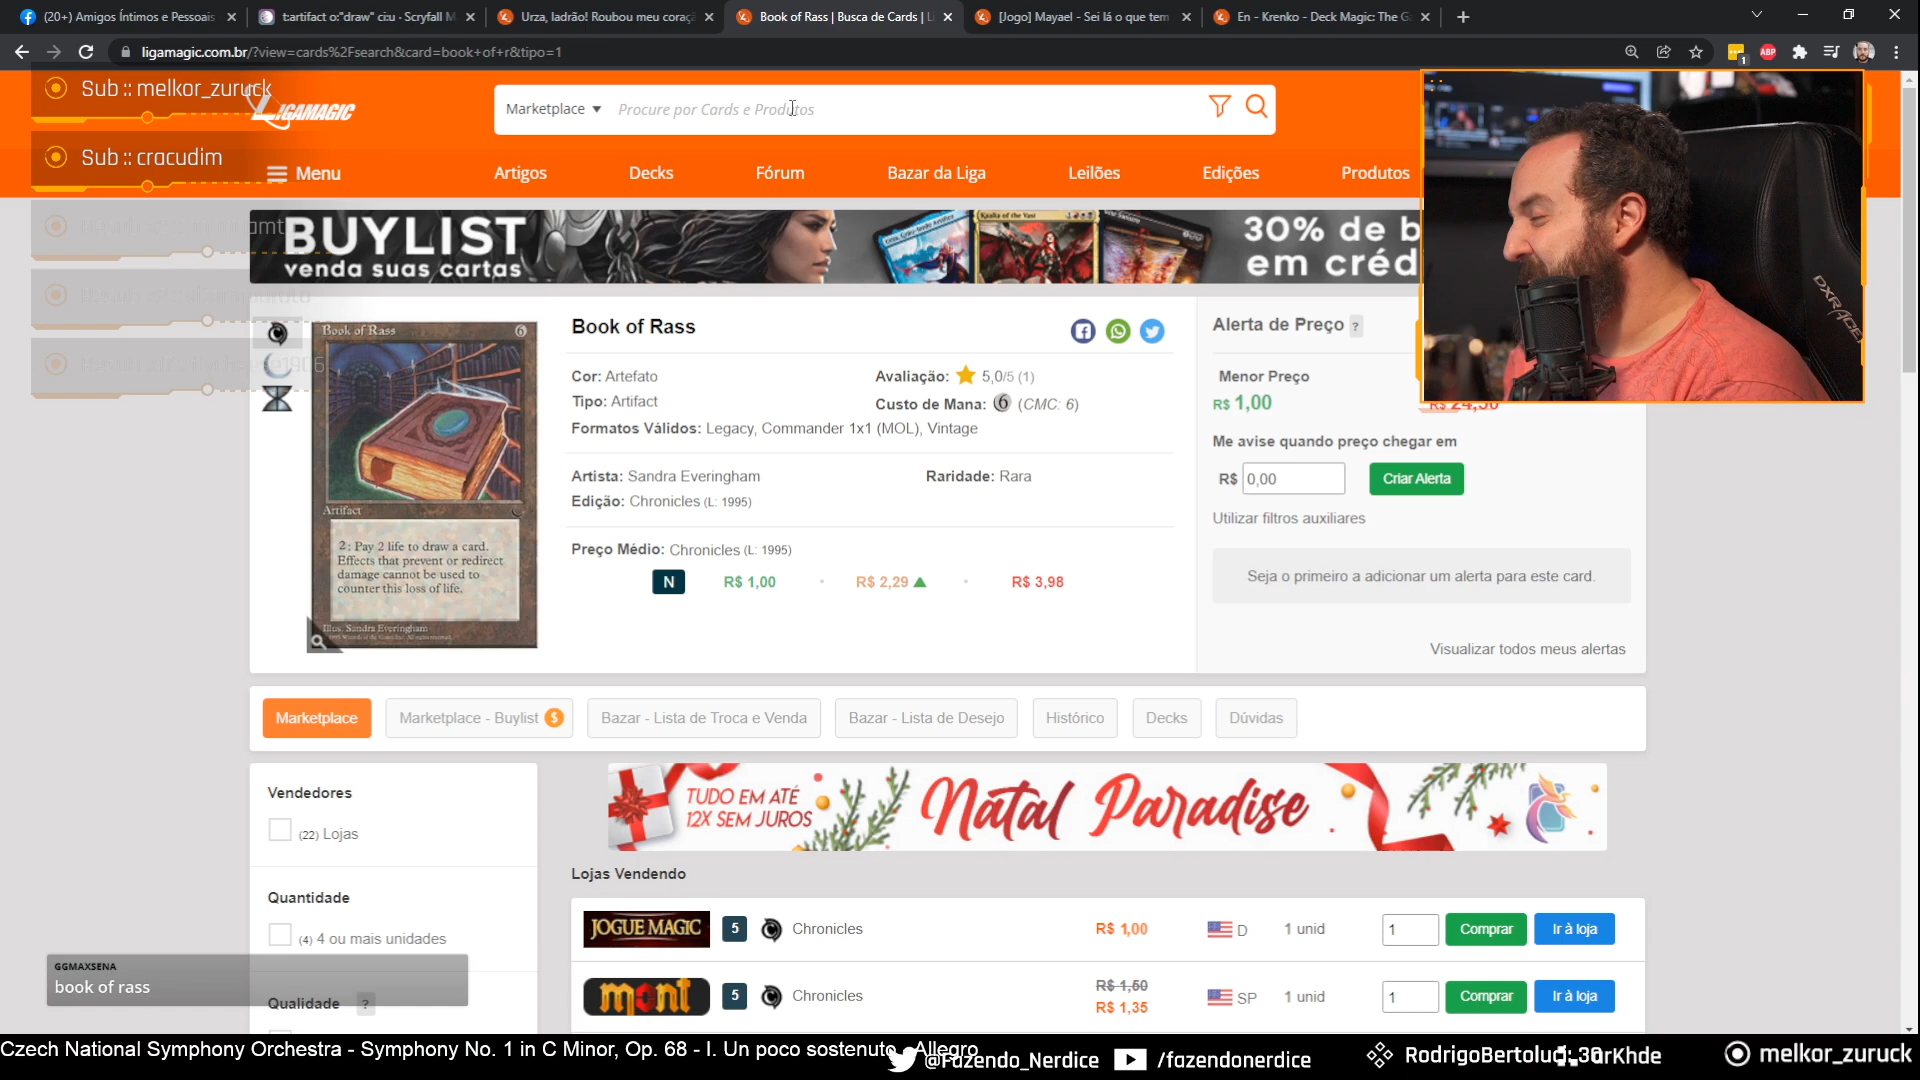 (20+) Amigos Íntimos e Pessoais
t:artifact o:"draw" ci:u - Scryfall M
Urza, ladrão! Roubou meu coraç
Book of Rass | Busca de Cards | Li
[Jogo] Mayael - Sei lá o que tem
En - Krenko - Deck Magic: The G
ligamagic.com.br/?view=cards%2Fsearch&card=book+of+r&tipo=1
1
ABP
Sub :: melkor_zuruck
LIGAMAGIC
Marketplace
Procure por Cards e Produtos
Sub :: cracudim
Menu
Artigos
Decks
Fórum
Bazar da Liga
Leilões
Edições
Produtos
BUYLIST
venda suas cartas
30% de b
em créd
DXRACER
Book of Rass
6
Artifact
2: Pay 2 life to draw a card.
Effects that prevent or redirect
damage cannot be used to
counter this loss of life.
Illus. Sandra Everingham
Book of Rass
Cor: Artefato
Avaliação: 5,0/5 (1)
Tipo: Artifact
Custo de Mana: 6 (CMC: 6)
Formatos Válidos: Legacy, Commander 1x1 (MOL), Vintage
Artista: Sandra Everingham
Raridade: Rara
Edição: Chronicles (L: 1995)
Preço Médio: Chronicles (L: 1995)
N
R$ 1,00
R$ 2,29
R$ 3,98
Alerta de Preço ?
Menor Preço
R$ 1,00
R$ 24,50
Me avise quando preço chegar em
R$ 0,00
Criar Alerta
Utilizar filtros auxiliares
Seja o primeiro a adicionar um alerta para este card.
Visualizar todos meus alertas
Marketplace
Marketplace - Buylist $
Bazar - Lista de Troca e Venda
Bazar - Lista de Desejo
Histórico
Decks
Dúvidas
Vendedores
(22) Lojas
Quantidade
(4) 4 ou mais unidades
Qualidade ?
TUDO EM ATÉ
12X SEM JUROS
Natal Paradise
Lojas Vendendo
JOGUE MAGIC
5
Chronicles
R$ 1,00
D
1 unid
1
Comprar
Ir à loja
mont
5
Chronicles
R$ 1,50
R$ 1,35
SP
1 unid
1
Comprar
Ir à loja
GGMAXSENA
book of rass
Czech National Symphony Orchestra - Symphony No. 1 in C Minor, Op. 68 - I. Un poco sostenuto - Allegro
@Fazendo_Nerdice
/fazendonerdice
melkor_zuruck